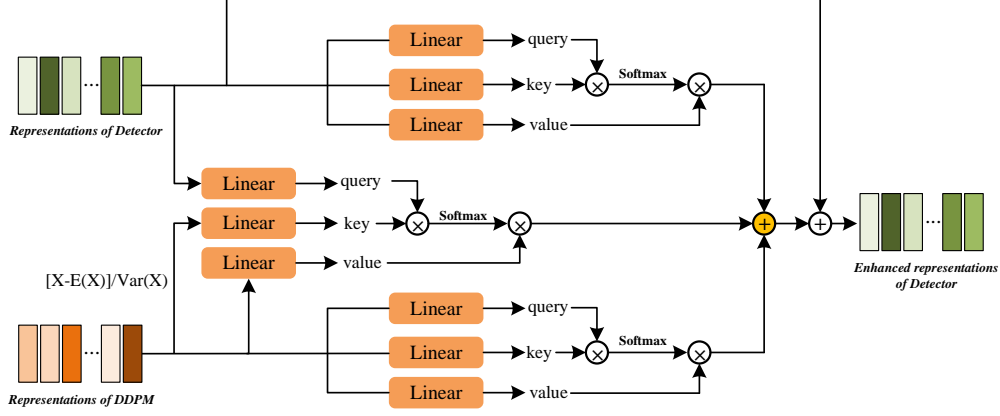 Linear
query
Linear
key
Softmax
Linear
value
...
Representations of Detector
Linear
query
Linear
key
Softmax
Linear
value
[X-E(X)]/Var(X)
...
Enhanced representations
of Detector
Linear
query
Linear
key
Softmax
Linear
value
...
Representations of DDPM